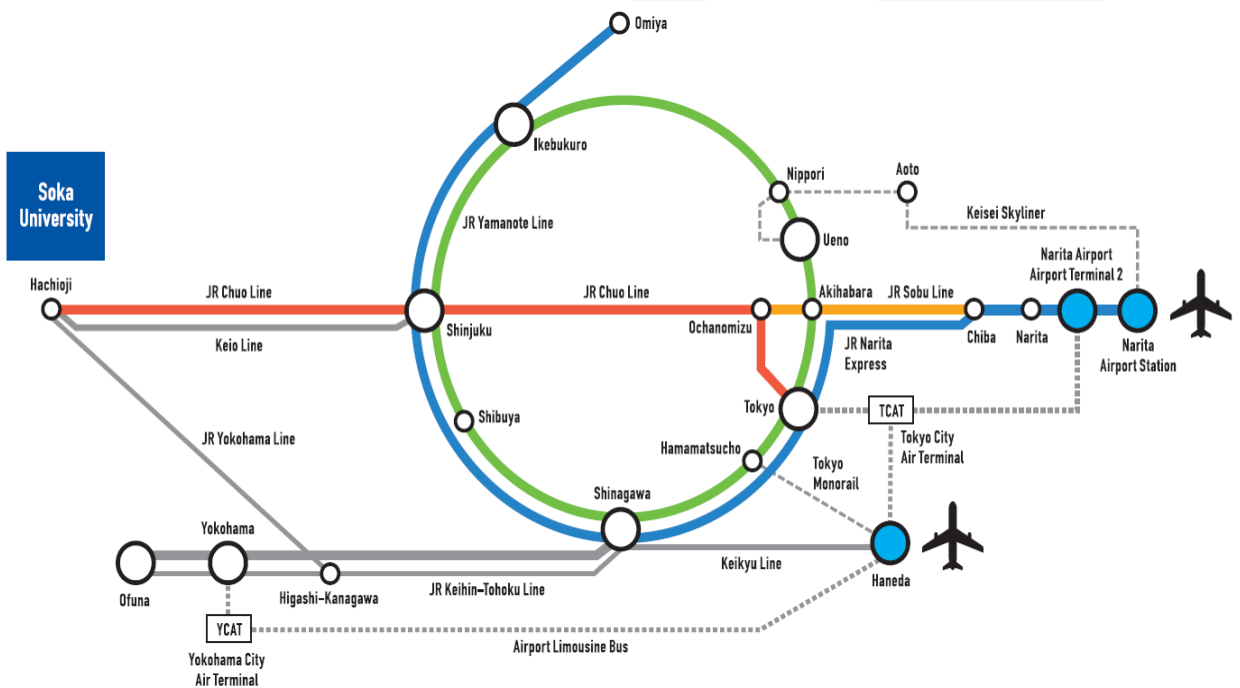 Omiya
Ikebukuro
Soka
University
Nippori
Aoto
Keisei Skyliner
JR Yamanote Line
Ueno
Narita Airport
Airport Terminal 2
Hachioji
JR Chuo Line
JR Chuo Line
Akihabara
JR Sobu Line
Keio Line
Shinjuku
Ochanomizu
JR Narita
Express
Chiba
Narita
Narita
Airport Station
Shibuya
Tokyo
TCAT
Tokyo City
Air Terminal
JR Yokohama Line
Hamamatsucho
Tokyo
Monorail
Shinagawa
Yokohama
Keikyu Line
Haneda
Ofuna
Higashi-Kanagawa
JR Keihin-Tohoku Line
YCAT
Airport Limousine Bus
Yokohama City
Air Terminal